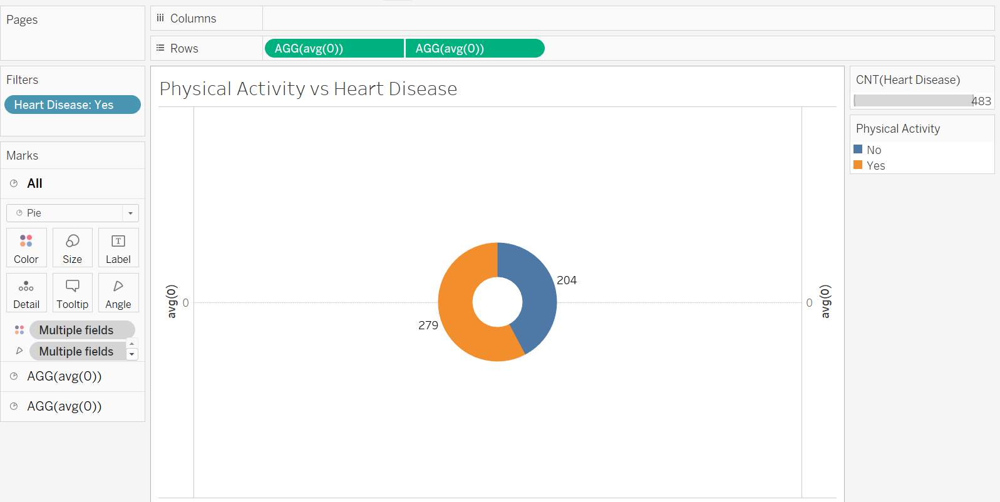 Pages
Columns
Rows
AGG(avg(0))
AGG(avg(0))
Filters
Heart Disease: Yes
Marks
All
Pie
Color
Size
Label
Detail
Tooltip
Angle
Multiple fields
Multiple fields
AGG(avg(0))
AGG(avg(0))
Physical Activity vs Heart Disease
avg(0)
0
204
279
0
avg(0)
CNT(Heart Disease)
483
Physical Activity
No
Yes